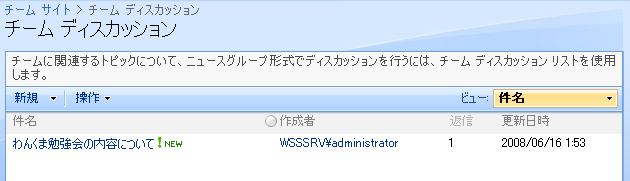 チーム サイト > チーム ディスカッション
チーム ディスカッション
チームに関連するトピックについて、ニュースグループ形式でディスカッションを行うには、チーム ディスカッション リストを使用
します。
新規 操作 ビュー: 件名
件名 作成者 返信 更新日時
わんくま勉強会の内容について ! NEW WSSSRV¥administrator 1 2008/06/16 1:53